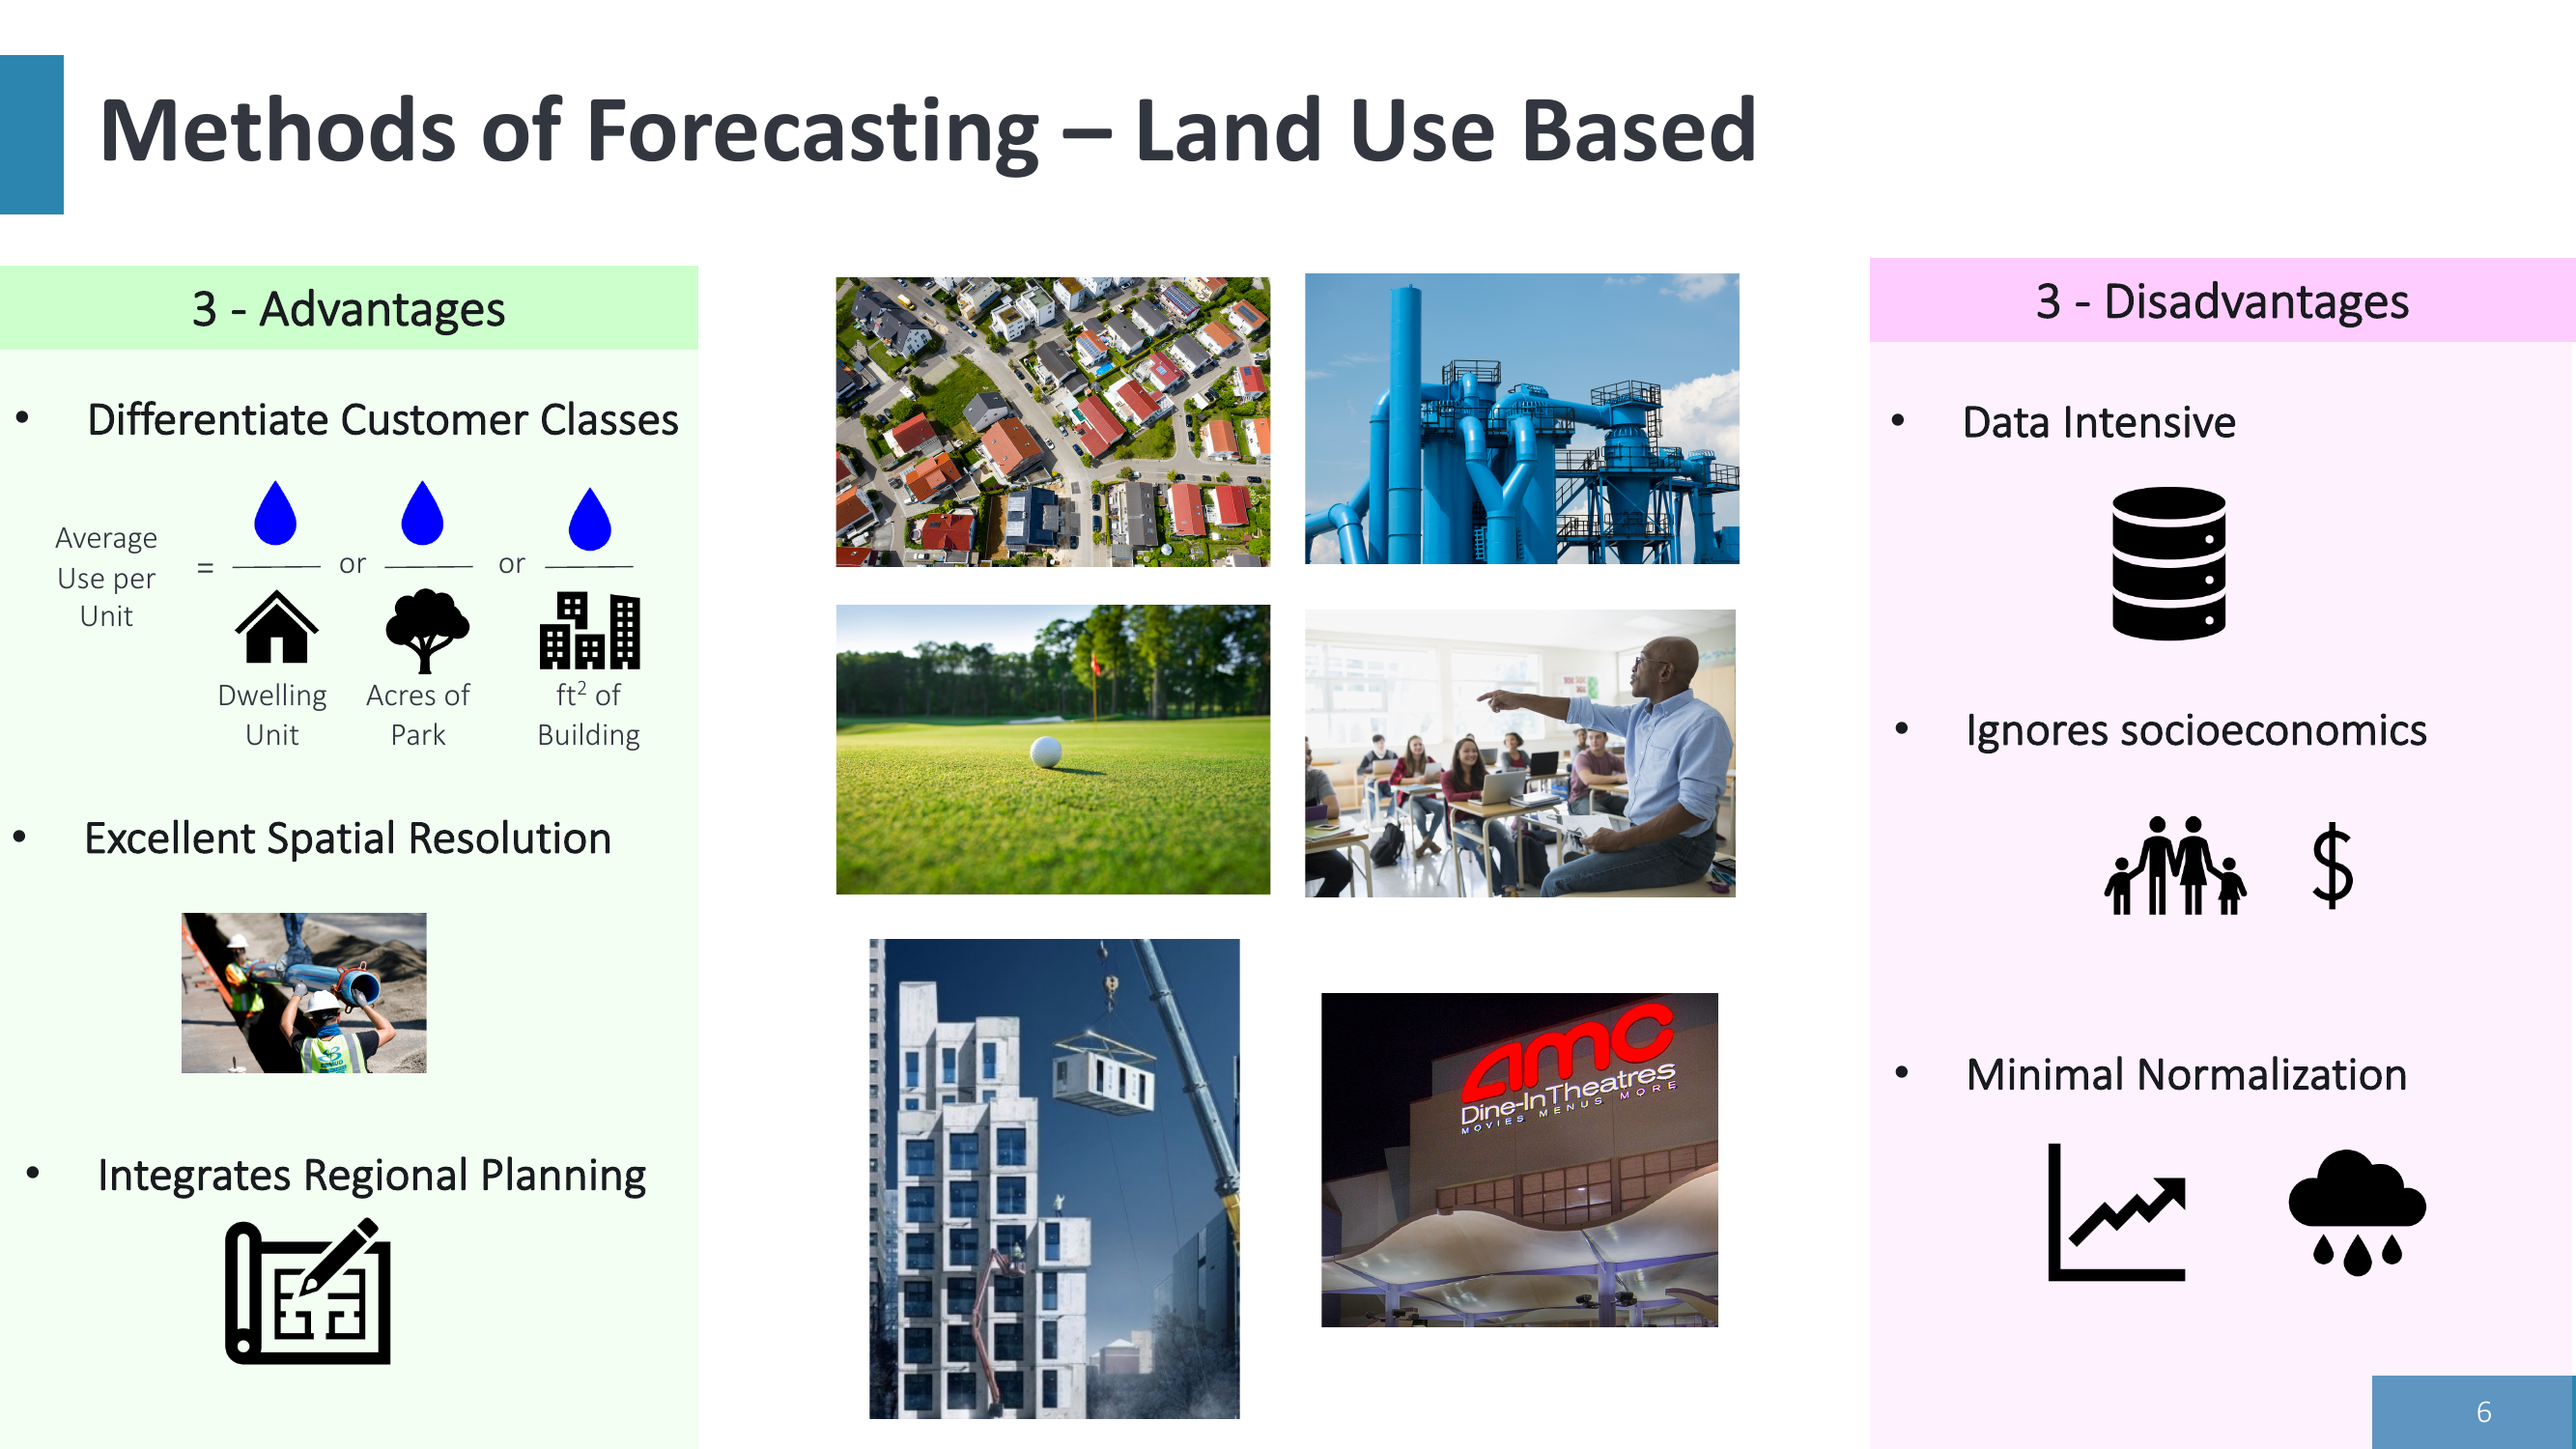 Methods of Forecasting – Land Use Based
3 - Advantages
• Differentiate Customer Classes
Average
Use per
Unit
= or or
Dwelling
Unit
Acres of
Park
ft² of
Building
• Excellent Spatial Resolution
• Integrates Regional Planning
amc
Dine-In Theatres
MOVIES MENUS MORE
3 - Disadvantages
• Data Intensive
• Ignores socioeconomics
$
• Minimal Normalization
6